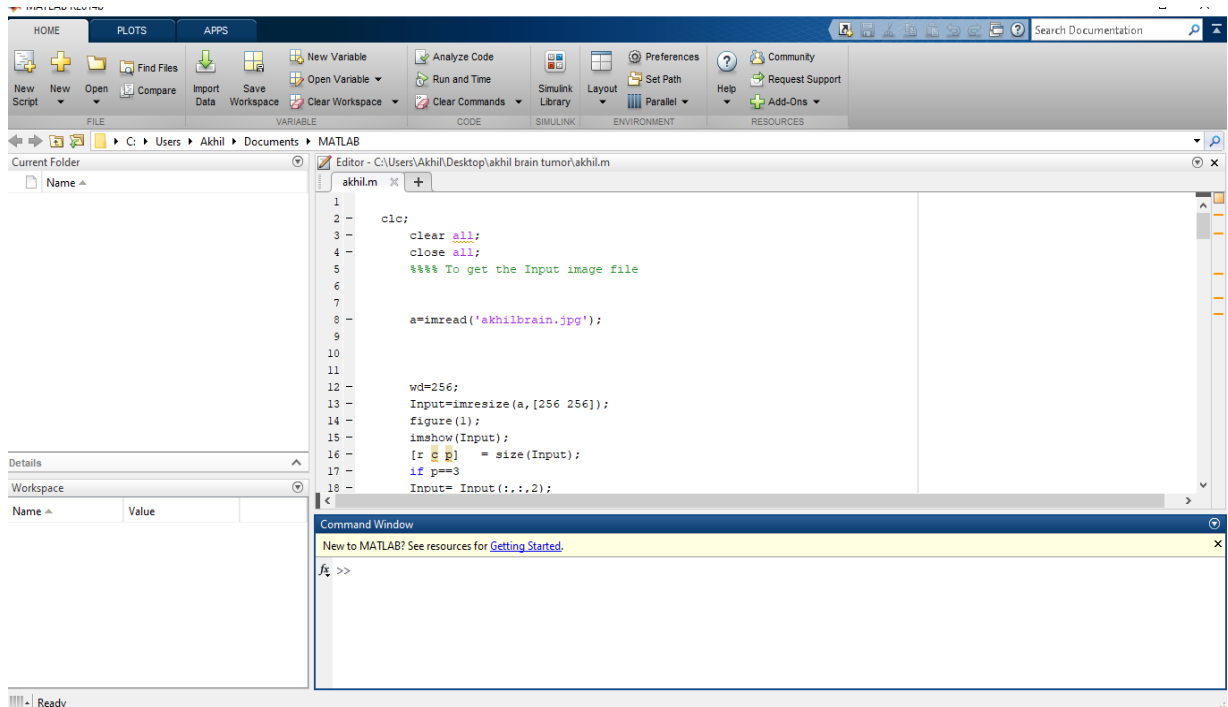 MATLAB R2014b
HOME PLOTS APPS Search Documentation
New Script New Open Find Files Compare Import Data Save Workspace New Variable Open Variable Clear Workspace Analyze Code Run and Time Clear Commands Simulink Library Layout Preferences Set Path Parallel Help Community Request Support Add-Ons
FILE VARIABLE CODE SIMULINK ENVIRONMENT RESOURCES
C: Users Akhil Documents MATLAB
Current Folder
Name
Details
Workspace
Name Value
Editor - C:\Users\Akhil\Desktop\akhil brain tumor\akhil.m
akhil.m +
1
2 - clc;
3 - clear all;
4 - close all;
5 %%%% To get the Input image file
6
7
8 - a=imread('akhilbrain.jpg');
9
10
11
12 - wd=256;
13 - Input=imresize(a,[256 256]);
14 - figure(1);
15 - imshow(Input);
16 - [r c p] = size(Input);
17 - if p==3
18 - Input= Input(:,:,2);
Command Window
New to MATLAB? See resources for Getting Started.
fx >>
Ready